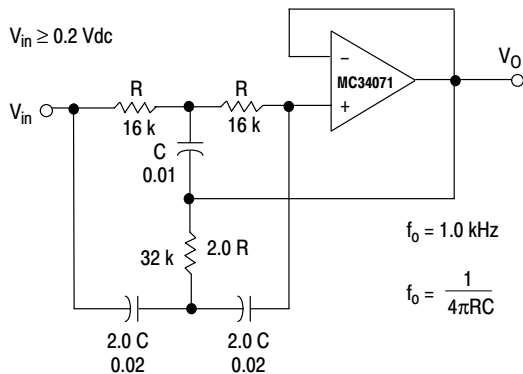 V_in ≥ 0.2 Vdc
−
MC34071
+
V_O
V_in
R
16 k
R
16 k
C
0.01
32 k
2.0 R
f_o = 1.0 kHz
f_o = 1/4πRC
2.0 C
0.02
2.0 C
0.02